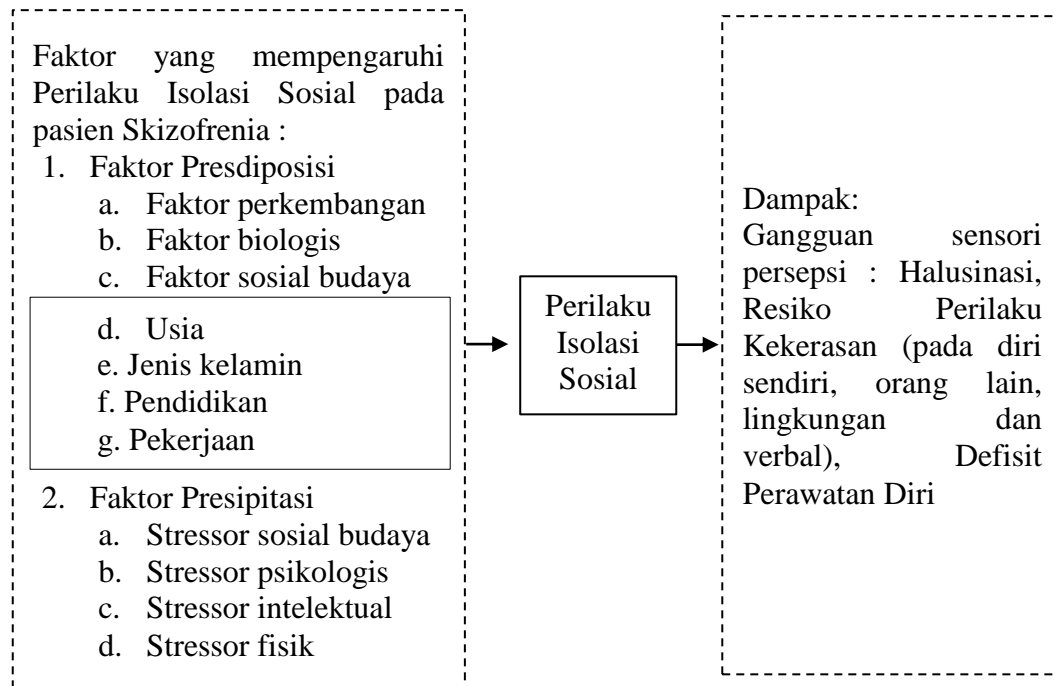 Faktor yang mempengaruhi
Perilaku Isolasi Sosial pada
pasien Skizofrenia :
1. Faktor Presdiposisi
a. Faktor perkembangan
b. Faktor biologis
c. Faktor sosial budaya
d. Usia
e. Jenis kelamin
f. Pendidikan
g. Pekerjaan
2. Faktor Presipitasi
a. Stressor sosial budaya
b. Stressor psikologis
c. Stressor intelektual
d. Stressor fisik
Perilaku
Isolasi
Sosial
Dampak:
Gangguan sensori
persepsi : Halusinasi,
Resiko Perilaku
Kekerasan (pada diri
sendiri, orang lain,
lingkungan dan
verbal), Defisit
Perawatan Diri